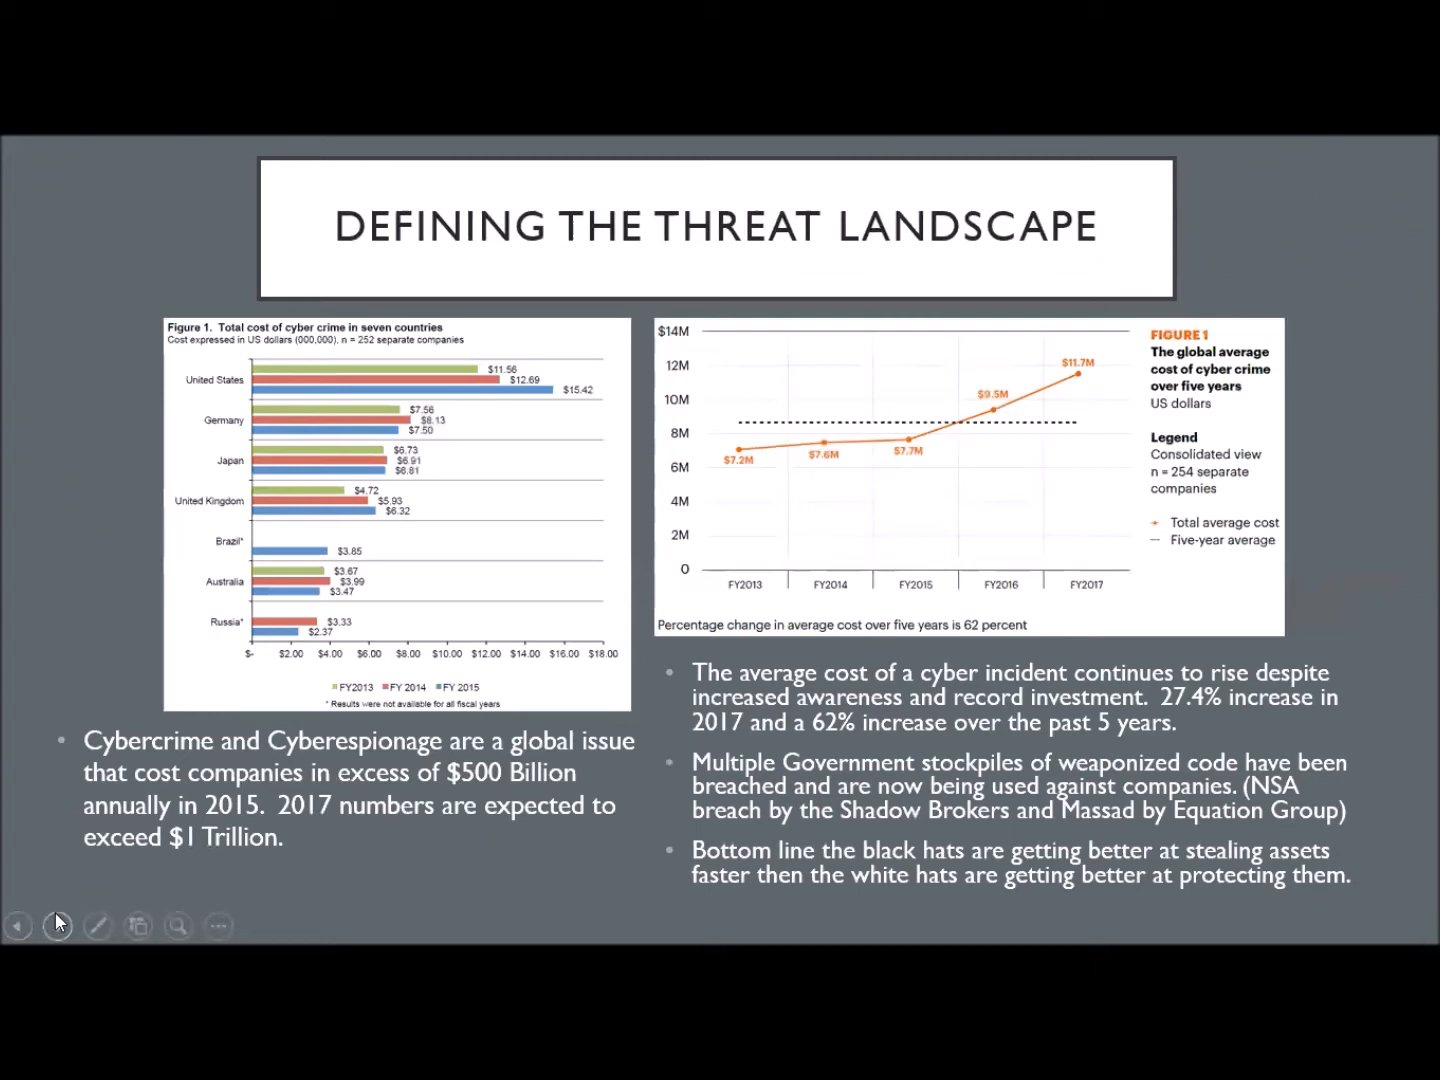 DEFINING THE THREAT LANDSCAPE
Figure 1. Total cost of cyber crime in seven countries
Cost expressed in US dollars (000,000), n = 252 separate companies
United States
$11.56
$12.69
$15.42
Germany
$7.56
$8.13
$7.50
Japan
$6.73
$6.91
$6.81
United Kingdom
$4.72
$5.93
$6.32
Brazil*
$3.85
Australia
$3.67
$3.99
$3.47
Russia*
$3.33
$2.37
$- $2.00 $4.00 $6.00 $8.00 $10.00 $12.00 $14.00 $16.00 $18.00
FY2013 FY 2014 FY 2015
* Results were not available for all fiscal years
Cybercrime and Cyberespionage are a global issue
that cost companies in excess of $500 Billion
annually in 2015. 2017 numbers are expected to
exceed $1 Trillion.
$14M
12M
10M
8M
6M
4M
2M
0
$7.2M
$7.6M
$7.7M
$9.5M
$11.7M
FY2013 FY2014 FY2015 FY2016 FY2017
FIGURE 1
The global average
cost of cyber crime
over five years
US dollars
Legend
Consolidated view
n = 254 separate
companies
Total average cost
Five-year average
Percentage change in average cost over five years is 62 percent
• The average cost of a cyber incident continues to rise despite
increased awareness and record investment. 27.4% increase in
2017 and a 62% increase over the past 5 years.
• Multiple Government stockpiles of weaponized code have been
breached and are now being used against companies. (NSA
breach by the Shadow Brokers and Massad by Equation Group)
• Bottom line the black hats are getting better at stealing assets
faster then the white hats are getting better at protecting them.